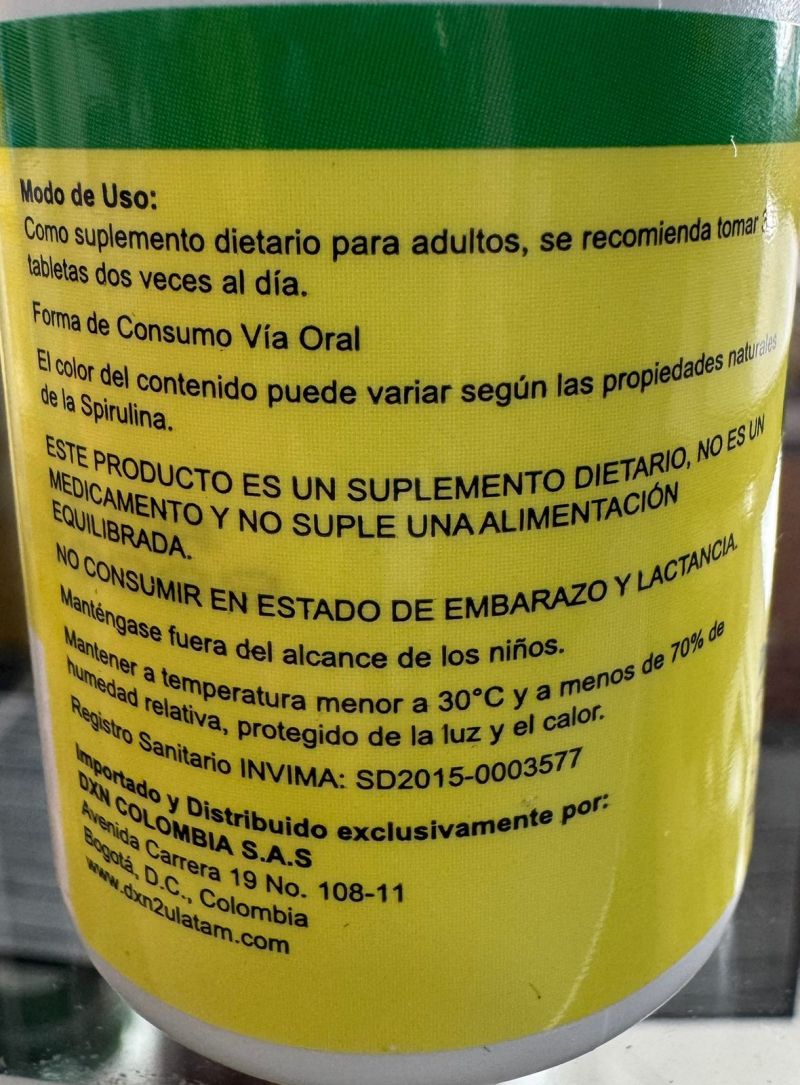 Modo de Uso:
Como suplemento dietario para adultos, se recomienda tomar
tabletas dos veces al día.
Forma de Consumo Vía Oral
El color del contenido puede variar según las propiedades naturales
de la Spirulina.
ESTE PRODUCTO ES UN SUPLEMENTO DIETARIO, NO ES UN
MEDICAMENTO Y NO SUPLE UNA ALIMENTACIÓN
EQUILIBRADA.
NO CONSUMIR EN ESTADO DE EMBARAZO Y LACTANCIA.
Manténgase fuera del alcance de los niños.
Mantener a temperatura menor a 30°C y a menos de 70% de
humedad relativa, protegido de la luz y el calor.
Registro Sanitario INVIMA: SD2015-0003577
Importado y Distribuido exclusivamente por:
DXN COLOMBIA S.A.S
Avenida Carrera 19 No. 108-11
Bogotá, D.C., Colombia
www.dxn2ulatam.com